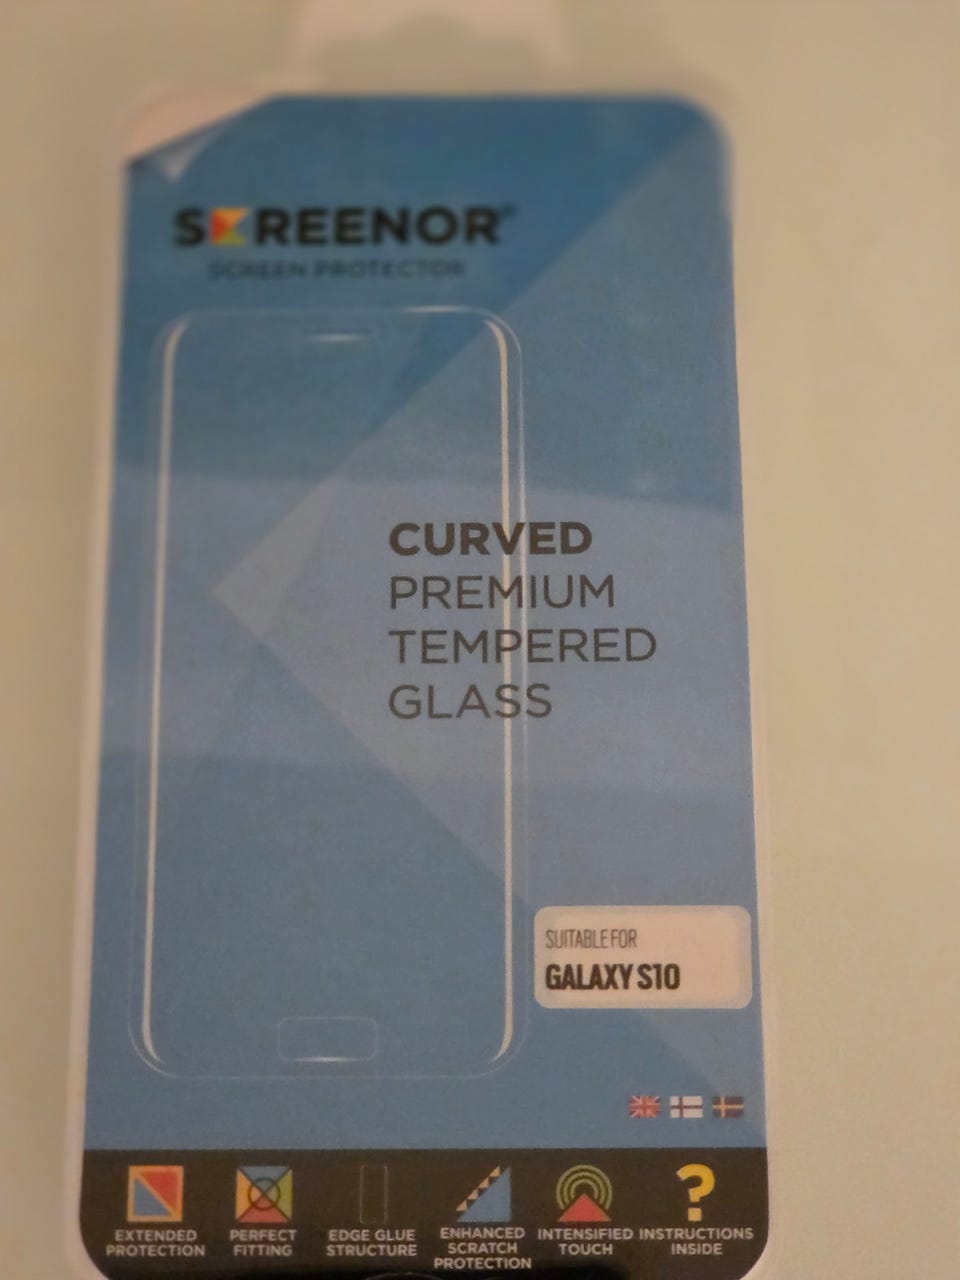 SCREENOR®
SCREEN PROTECTOR
CURVED
PREMIUM
TEMPERED
GLASS
SUITABLE FOR
GALAXY S10
EXTENDED
PROTECTION
PERFECT
FITTING
EDGE GLUE
STRUCTURE
ENHANCED
SCRATCH
PROTECTION
INTENSIFIED
TOUCH
?
INSTRUCTIONS
INSIDE